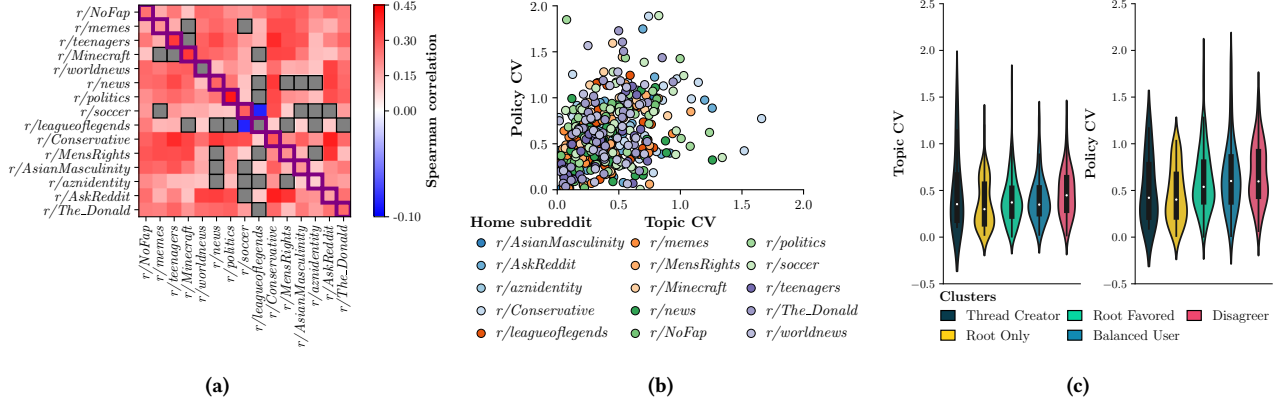 r/NoFap
r/memes
r/teenagers
r/Minecraft
r/worldnews
r/news
r/politics
r/soccer
r/leagueoflegends
r/Conservative
r/MensRights
r/AsianMasculinity
r/aznidentity
r/AskReddit
r/The_Donald
r/NoFap
r/memes
r/teenagers
r/Minecraft
r/worldnews
r/news
r/politics
r/soccer
r/leagueoflegends
r/Conservative
r/MensRights
r/AsianMasculinity
r/aznidentity
r/AskReddit
r/The_Donald
0.45
0.30
0.15
0.00
-0.10
Spearman correlation
(a)
2.0
1.5
1.0
0.5
0.0
Policy CV
0.0 0.5 1.0 1.5 2.0
Home subreddit Topic CV
r/AsianMasculinity r/memes r/politics
r/AskReddit r/MensRights r/soccer
r/aznidentity r/Minecraft r/teenagers
r/Conservative r/news r/The_Donald
r/leagueoflegends r/NoFap r/worldnews
(b)
2.5
2.0
1.5
1.0
0.5
0.0
−0.5
Topic CV
2.5
2.0
1.5
1.0
0.5
0.0
−0.5
Policy CV
Clusters
Thread Creator Root Favored Disagreer
Root Only Balanced User
(c)